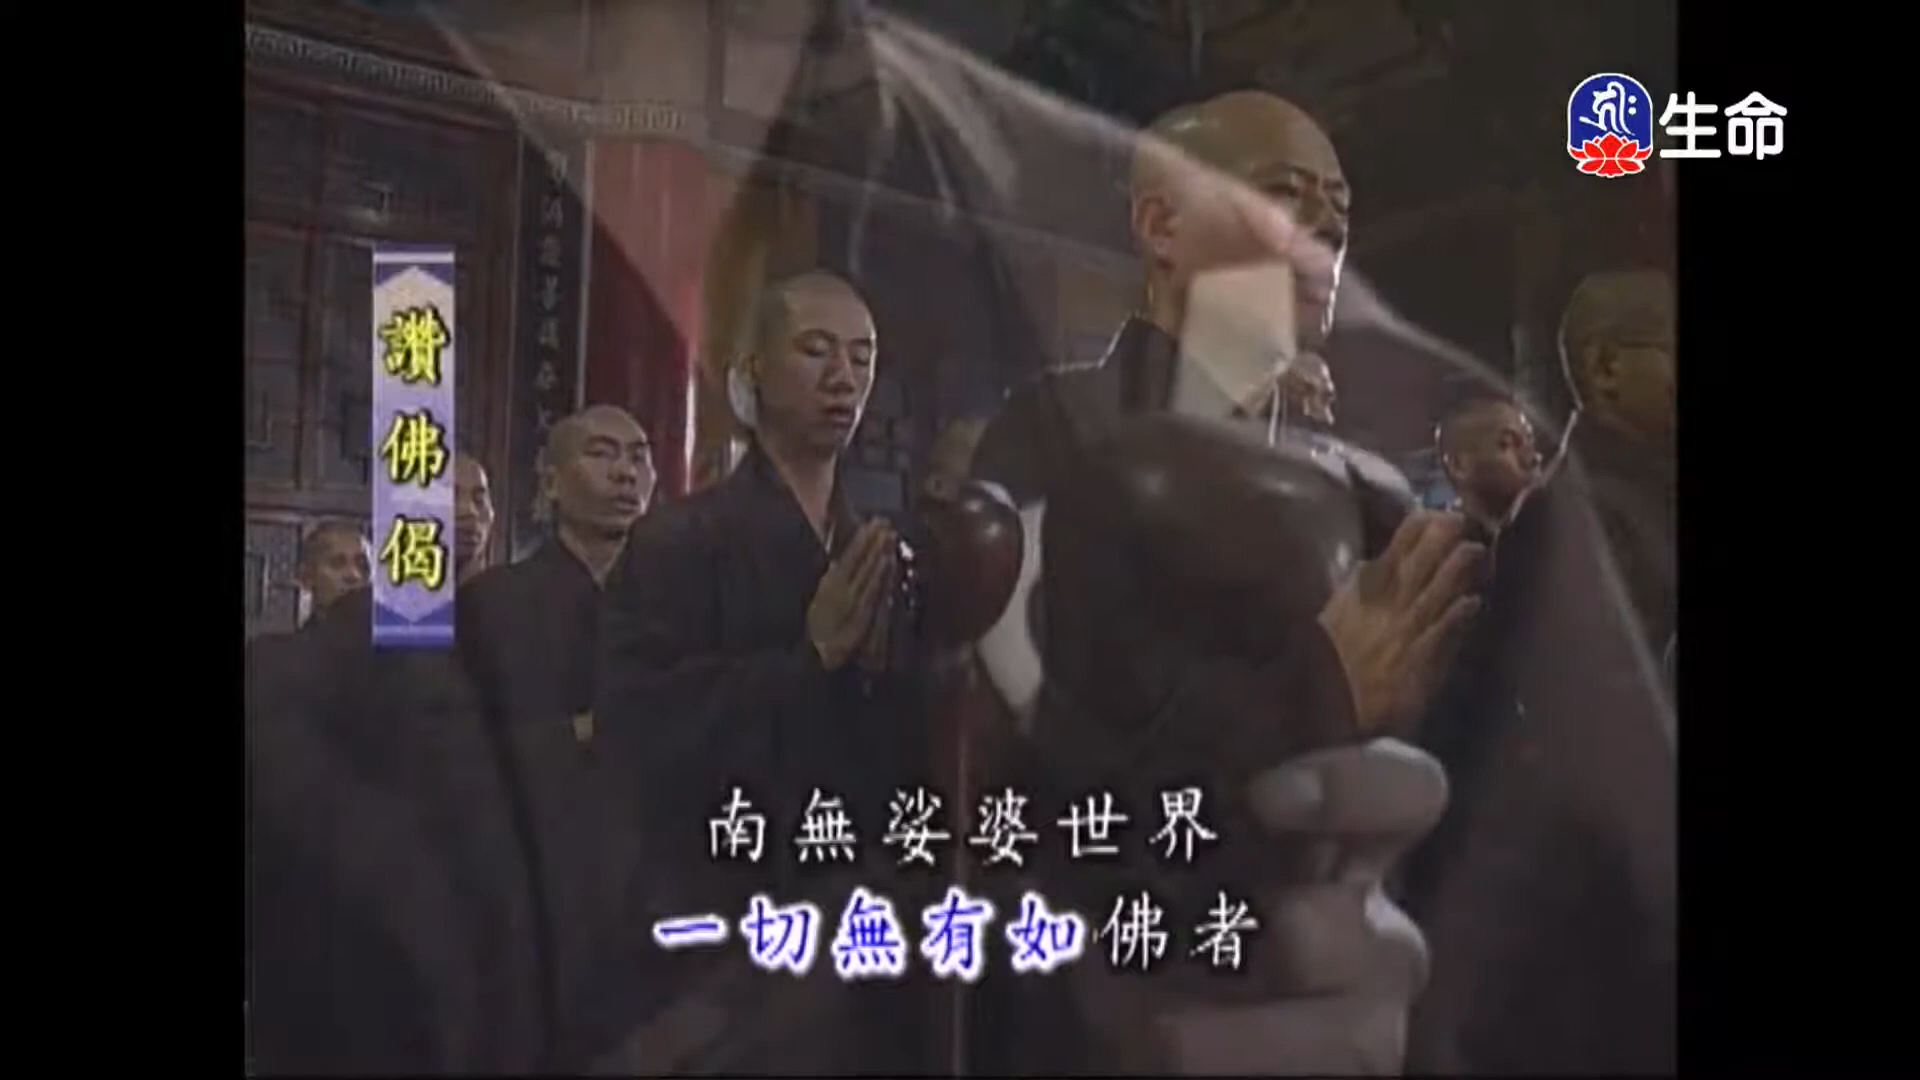 生命
讚佛偈
南無娑婆世界
一切無有如佛者